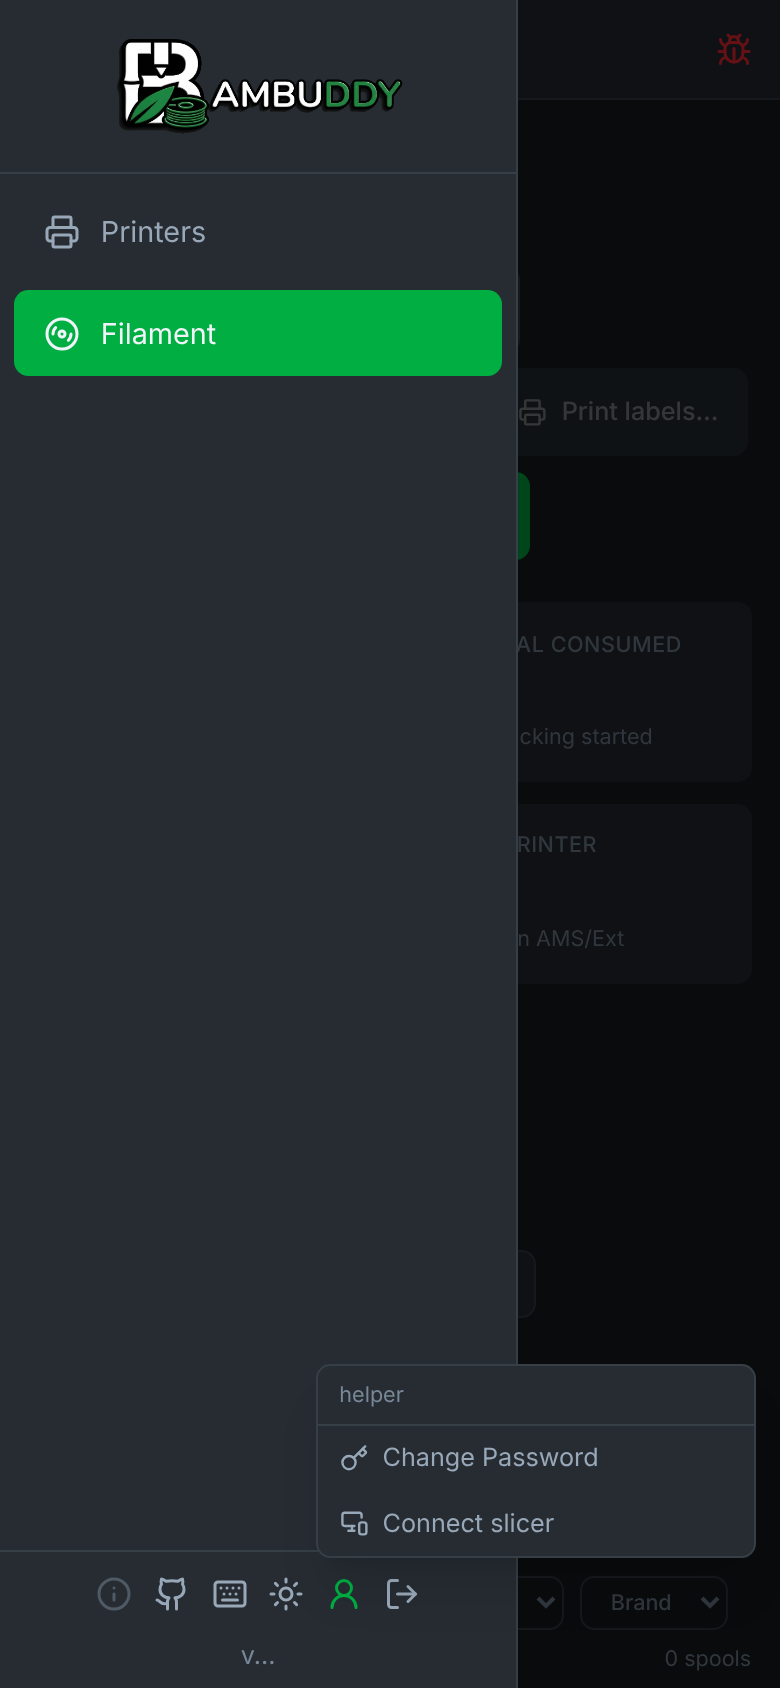 BAMBUDDY
Printers
Filament
Print labels...
AL CONSUMED
cking started
RINTER
n AMS/Ext
helper
Change Password
Connect slicer
Brand
v...
0 spools